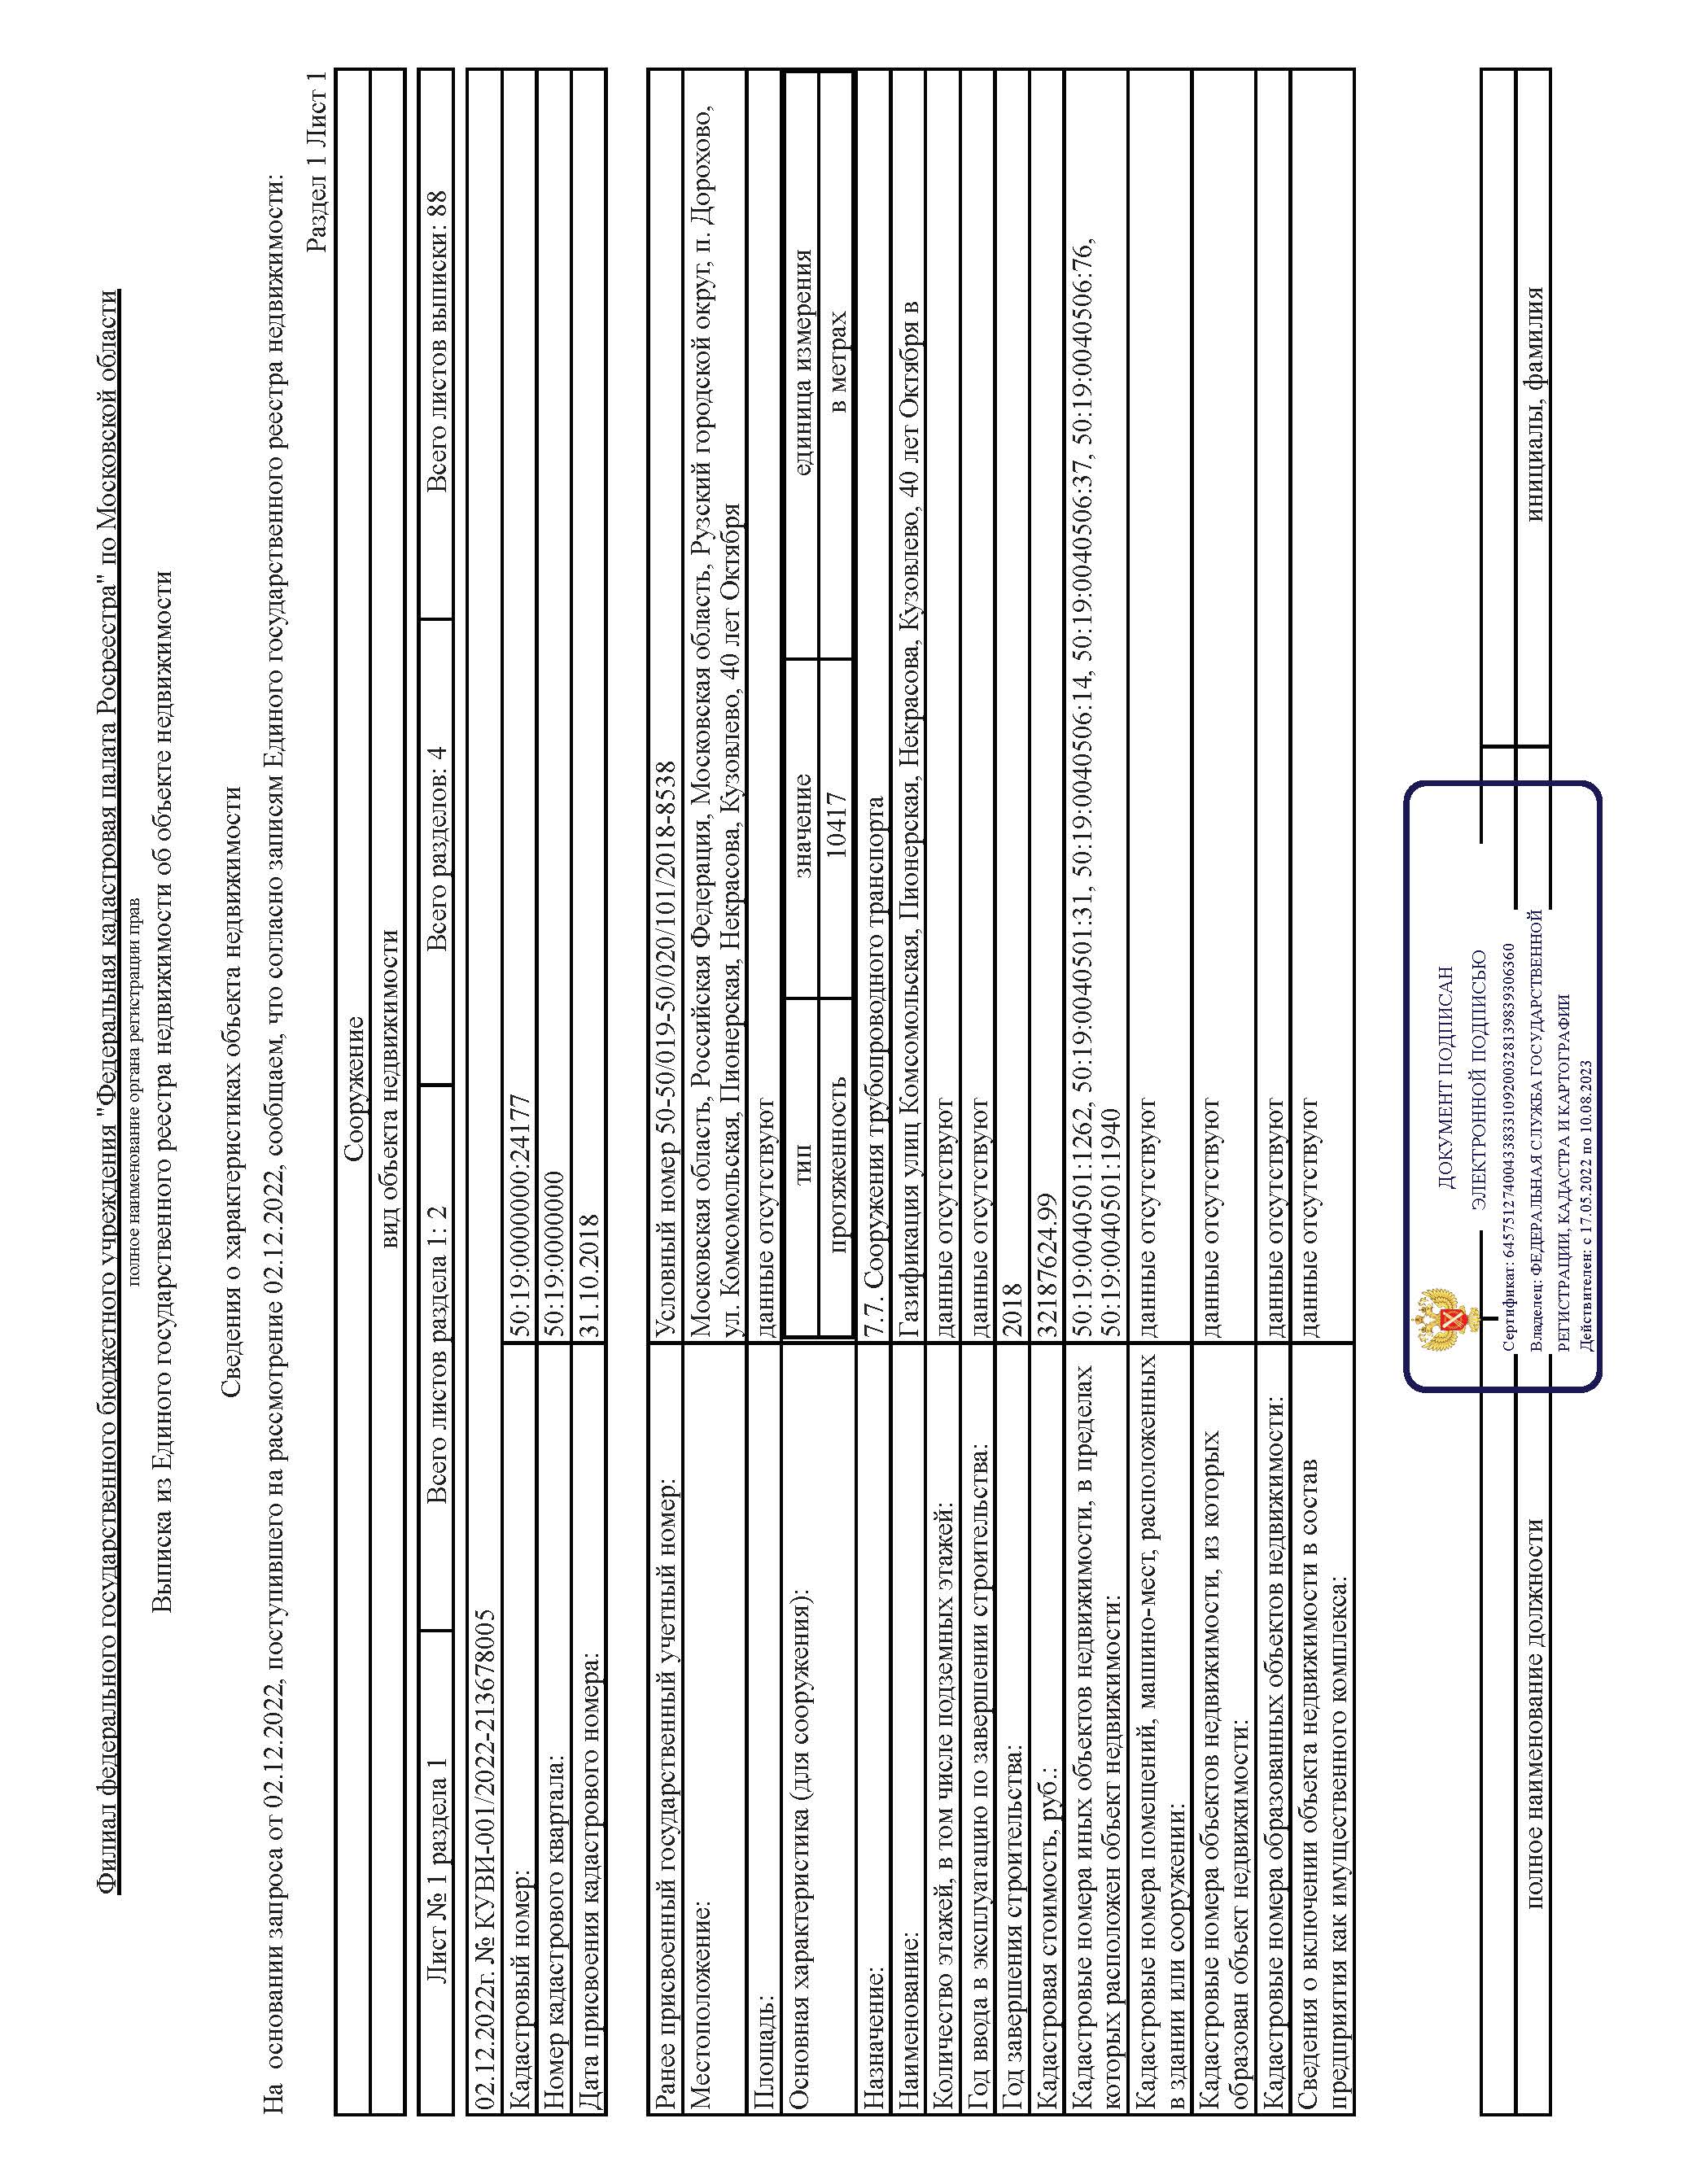 Филиал федерального государственного бюджетного учреждения "Федеральная кадастровая палата Росреестра" по Московской области
полное наименование органа регистрации прав
Выписка из Единого государственного реестра недвижимости об объекте недвижимости
Сведения о характеристиках объекта недвижимости
На основании запроса от 02.12.2022, поступившего на рассмотрение 02.12.2022, сообщаем, что согласно записям Единого государственного реестра недвижимости:
Раздел 1 Лист 1
Сооружение
вид объекта недвижимости
Лист № 1 раздела 1 Всего листов раздела 1: 2 Всего разделов: 4 Всего листов выписки: 88
02.12.2022г. № КУВИ-001/2022-213678005
Кадастровый номер: 50:19:0000000:24177
Номер кадастрового квартала: 50:19:0000000
Дата присвоения кадастрового номера: 31.10.2018
Ранее присвоенный государственный учетный номер: Условный номер 50-50/019-50/020/101/2018-8538
Местоположение: Московская область, Российская Федерация, Московская область, Рузский городской округ, п. Дорохово,
ул. Комсомольская, Пионерская, Некрасова, Кузовлево, 40 лет Октября
Площадь: данные отсутствуют
Основная характеристика (для сооружения): тип значение единица измерения
протяженность 10417 в метрах
Назначение: 7.7. Сооружения трубопроводного транспорта
Наименование: Газификация улиц Комсомольская, Пионерская, Некрасова, Кузовлево, 40 лет Октября в
Количество этажей, в том числе подземных этажей: данные отсутствуют
Год ввода в эксплуатацию по завершении строительства: данные отсутствуют
Год завершения строительства: 2018
Кадастровая стоимость, руб.: 32187624.99
Кадастровые номера иных объектов недвижимости, в пределах 50:19:0040501:1262, 50:19:0040501:31, 50:19:0040506:14, 50:19:0040506:37, 50:19:0040506:76,
которых расположен объект недвижимости: 50:19:0040501:1940
Кадастровые номера помещений, машино-мест, расположенных данные отсутствуют
в здании или сооружении:
Кадастровые номера объектов недвижимости, из которых данные отсутствуют
образован объект недвижимости:
Кадастровые номера образованных объектов недвижимости: данные отсутствуют
Сведения о включении объекта недвижимости в состав данные отсутствуют
предприятия как имущественного комплекса:
ДОКУМЕНТ ПОДПИСАН
ЭЛЕКТРОННОЙ ПОДПИСЬЮ
Сертификат: 64575127400433833109200328139839306360
Владелец: ФЕДЕРАЛЬНАЯ СЛУЖБА ГОСУДАРСТВЕННОЙ
РЕГИСТРАЦИИ, КАДАСТРА И КАРТОГРАФИИ
Действителен: с 17.05.2022 по 10.08.2023
полное наименование должности инициалы, фамилия